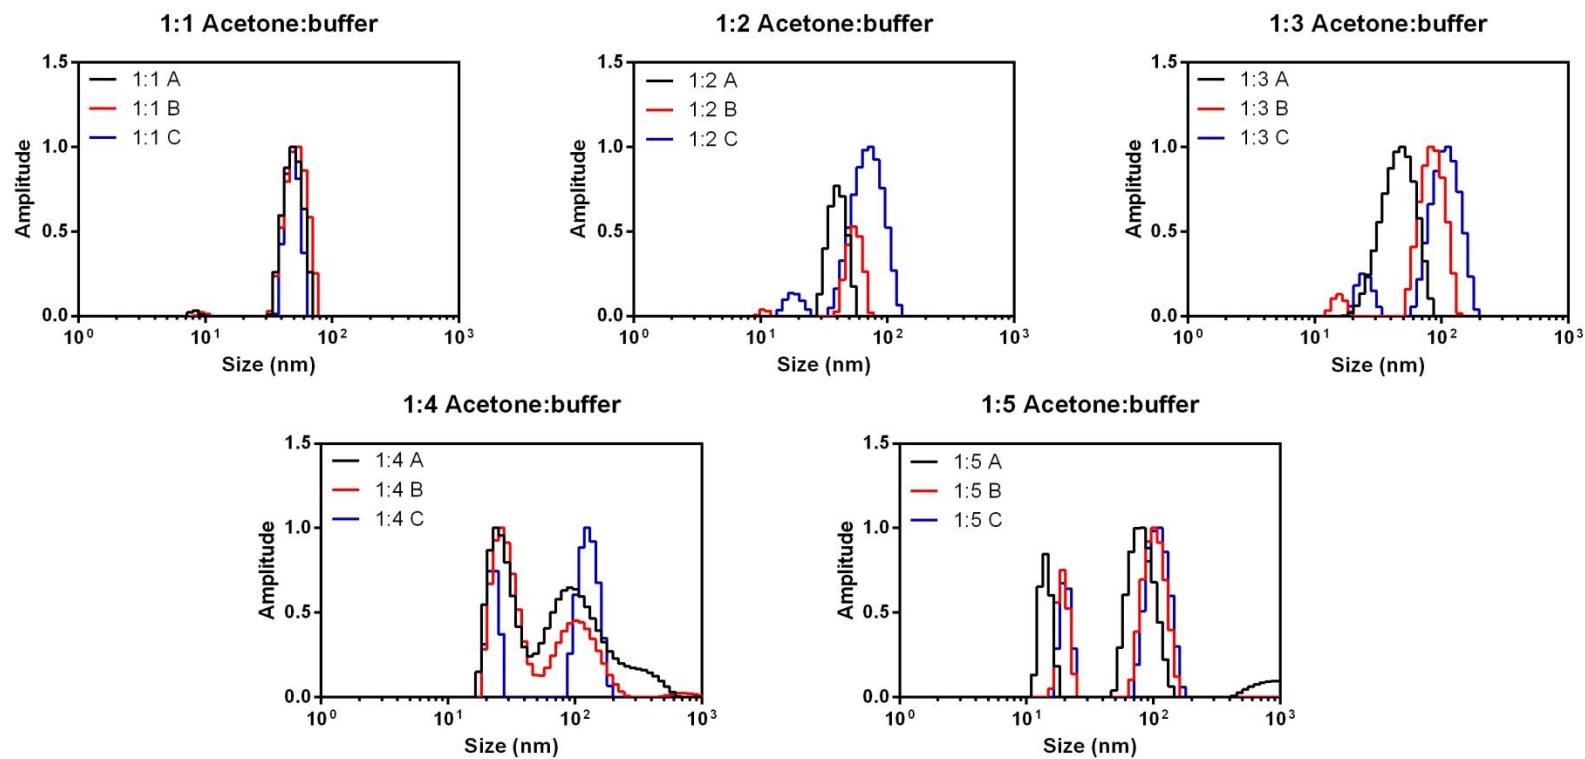 1:1 Acetone:buffer
1.5
1.0
0.5
0.0
Amplitude
1:1 A
1:1 B
1:1 C
10⁰ 10¹ 10² 10³
Size (nm)
1:2 Acetone:buffer
1.5
1.0
0.5
0.0
Amplitude
1:2 A
1:2 B
1:2 C
10⁰ 10¹ 10² 10³
Size (nm)
1:3 Acetone:buffer
1.5
1.0
0.5
0.0
Amplitude
1:3 A
1:3 B
1:3 C
10⁰ 10¹ 10² 10³
Size (nm)
1:4 Acetone:buffer
1.5
1.0
0.5
0.0
Amplitude
1:4 A
1:4 B
1:4 C
10⁰ 10¹ 10² 10³
Size (nm)
1:5 Acetone:buffer
1.5
1.0
0.5
0.0
Amplitude
1:5 A
1:5 B
1:5 C
10⁰ 10¹ 10² 10³
Size (nm)